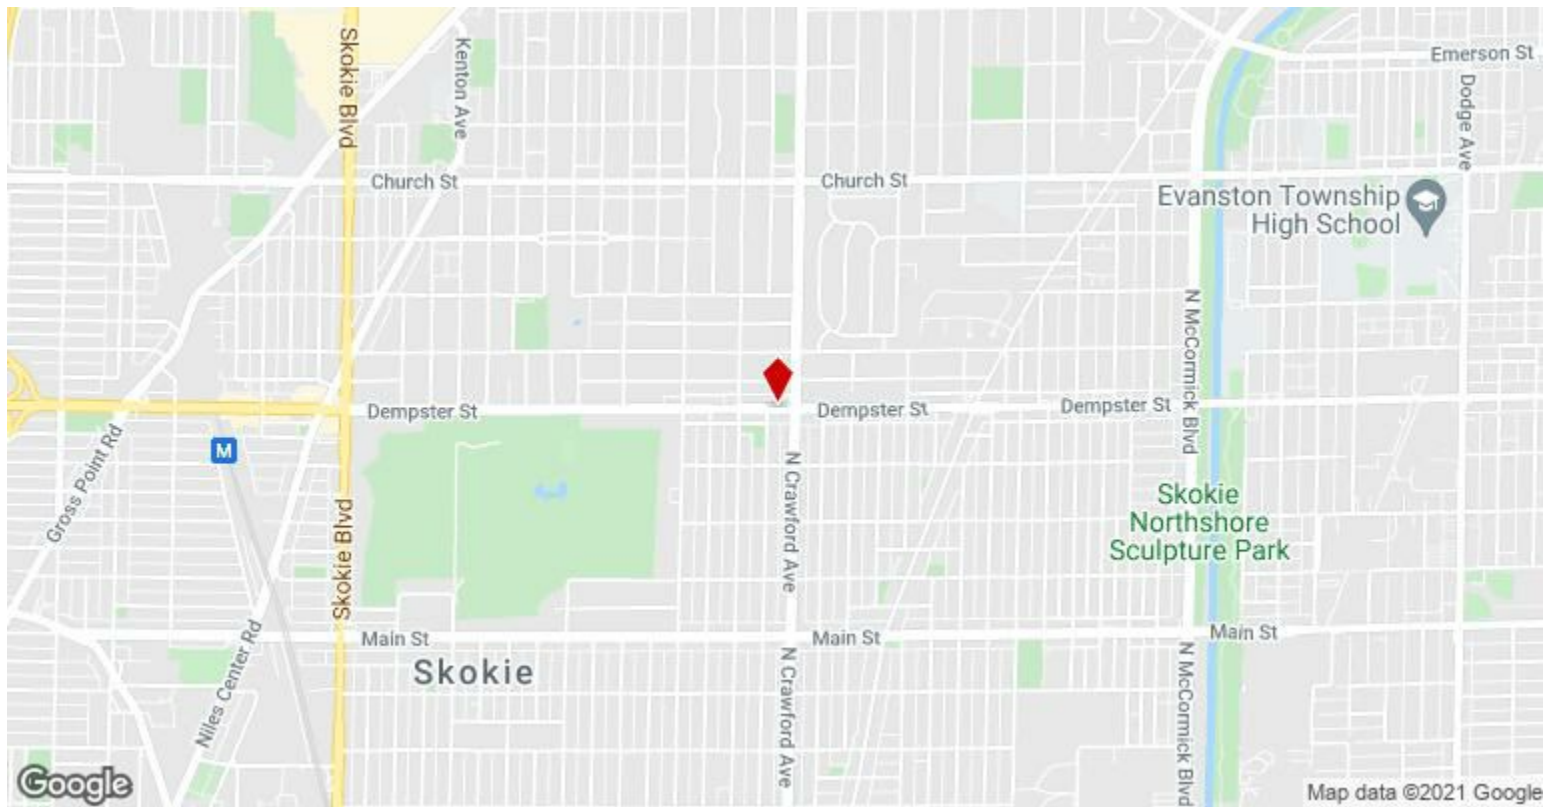 Skokie Blvd
Kenton Ave
Emerson St
Dodge Ave
Church St
Church St
Evanston Township
High School
N McCormick Blvd
Dempster St
Dempster St
Dempster St
M
Gross Point Rd
N Crawford Ave
Skokie
Northshore
Sculpture Park
Skokie Blvd
Main St
Main St
Main St
Skokie
Niles Center Rd
N Crawford Ave
N McCormick Blvd
Google
Map data ©2021 Google